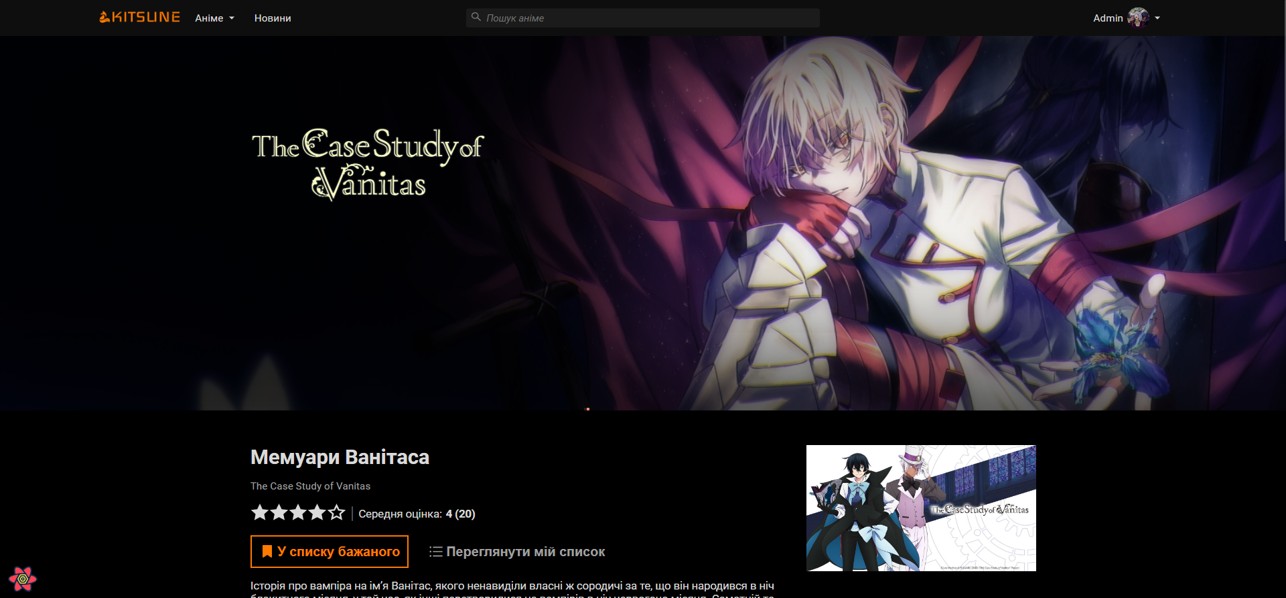 KITSUNE Аніме Новини Пошук аніме Admin
The Case Study of
Vanitas
Мемуари Ванітаса
The Case Study of Vanitas
Середня оцінка: 4 (20)
У списку бажаного Переглянути мій список
The Case Study of Vanitas
Історія про вампіра на ім'я Ванітас, якого ненавиділи власні ж сородичі за те, що він народився в ніч